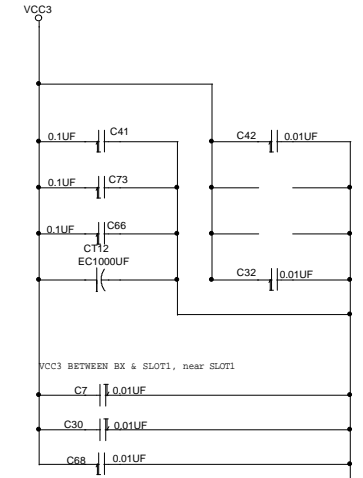 VCC3
0.1UF C41
C42 0.01UF
0.1UF C73
0.1UF C66
CT12
EC1000UF
C32 0.01UF
VCC3 BETWEEN BX & SLOT1, near SLOT1
C7 0.01UF
C30 0.01UF
C68 0.01UF